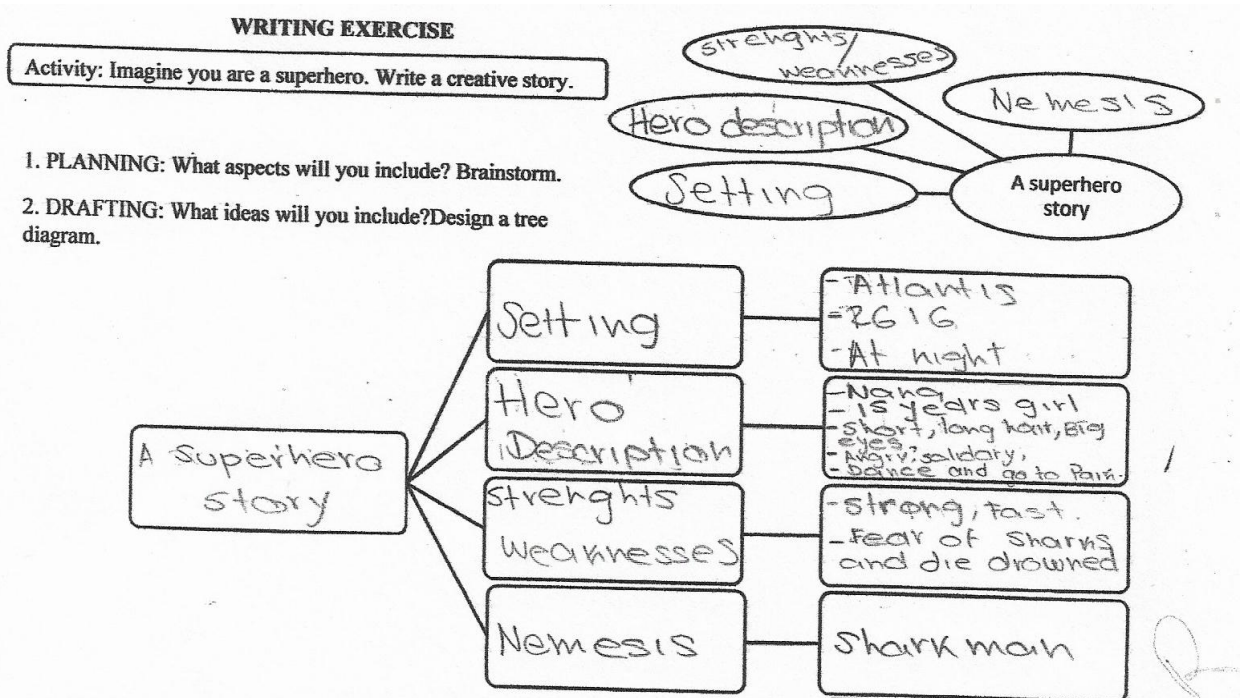 WRITING EXERCISE
Activity: Imagine you are a superhero. Write a creative story.
1. PLANNING: What aspects will you include? Brainstorm.
2. DRAFTING: What ideas will you include?Design a tree
diagram.
strenghts/
weaknesses
Nemesis
Hero description
Setting
A superhero
story
A Superhero
story
Setting
- Atlantis
- 2616
- At night
Hero
Description
- Nana
- 15 years girl
- short, long hair, Big
eyes,
- Angry, solidary,
- Dance and go to Park.
strenghts
weaknesses
- strong, fast.
- Fear of sharks
and die drowned
Nemesis
Shark man